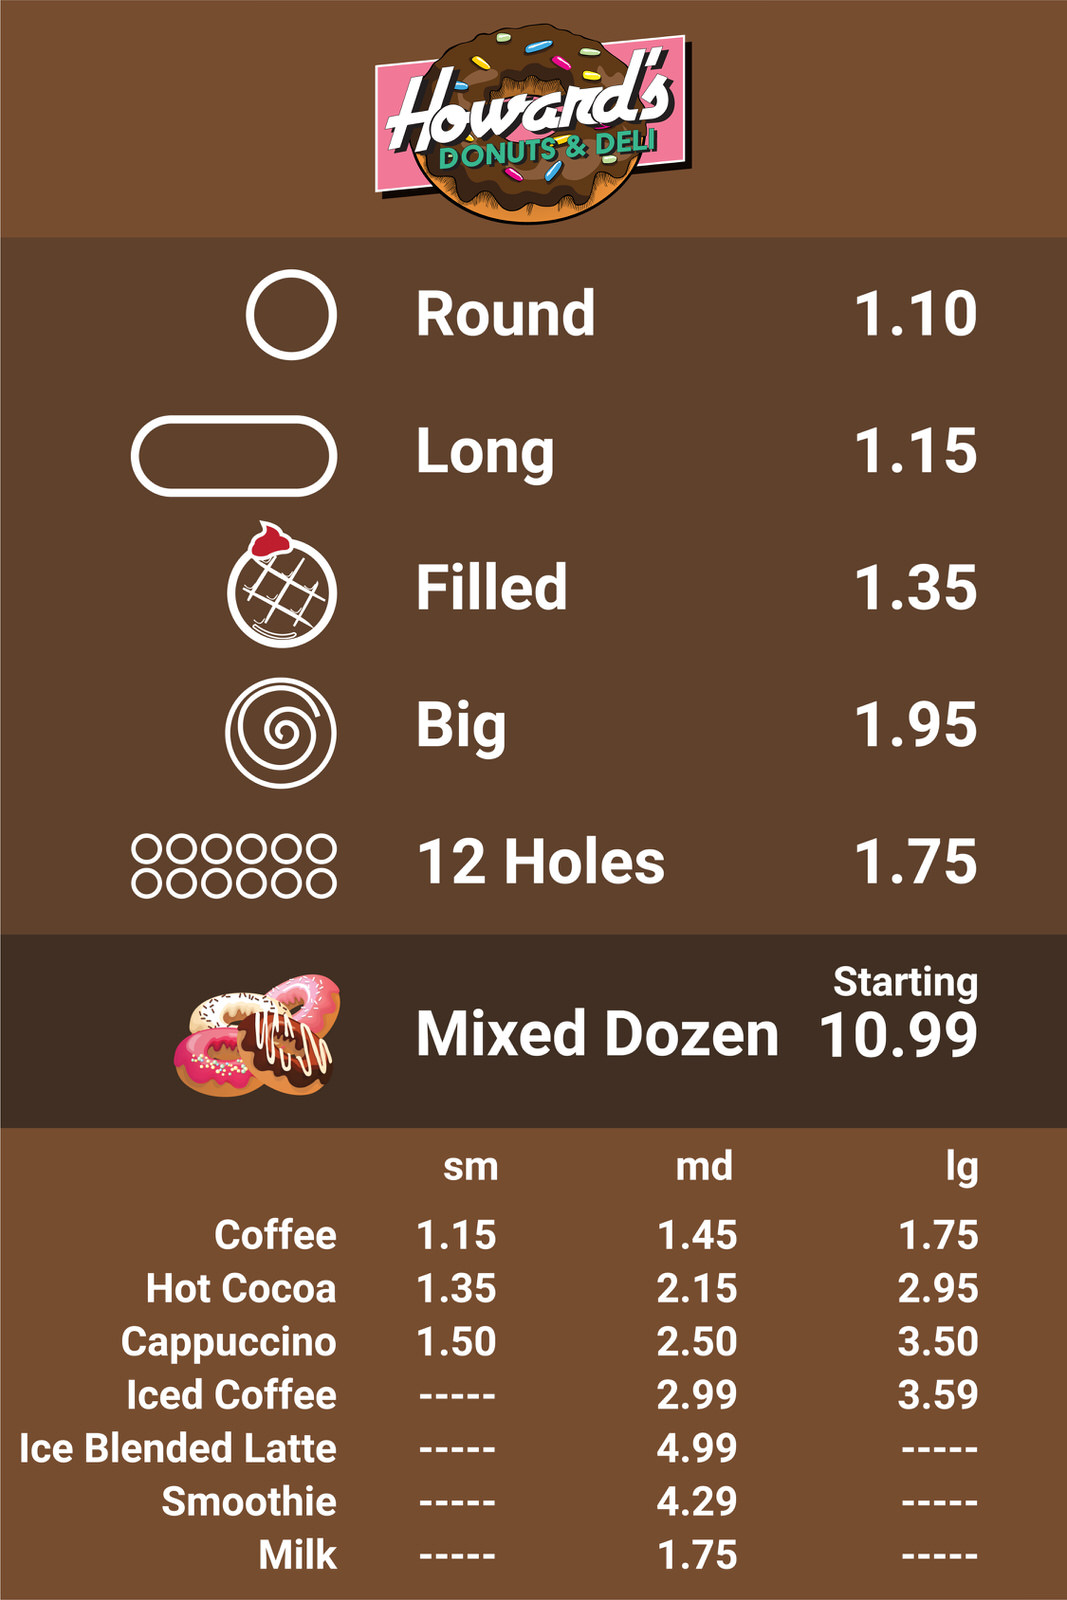 Howard's
DONUTS & DELI
Round 1.10
Long 1.15
Filled 1.35
Big 1.95
12 Holes 1.75
Starting
Mixed Dozen 10.99
sm md lg
Coffee 1.15 1.45 1.75
Hot Cocoa 1.35 2.15 2.95
Cappuccino 1.50 2.50 3.50
Iced Coffee ----- 2.99 3.59
Ice Blended Latte ----- 4.99 -----
Smoothie ----- 4.29 -----
Milk ----- 1.75 -----